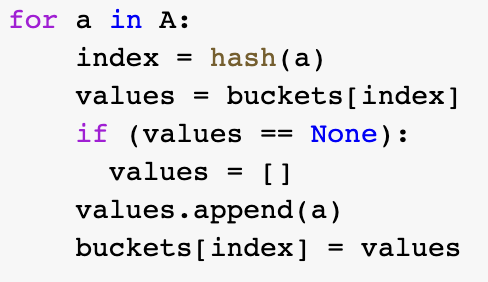 for a in A:
    index = hash(a)
    values = buckets[index]
    if (values == None):
      values = []
    values.append(a)
    buckets[index] = values